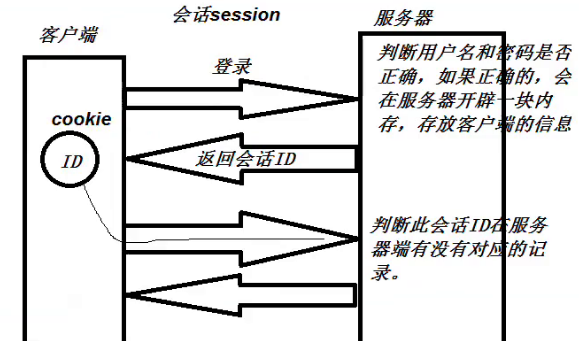 会话session
服务器
客户端
判断用户名和密码是否
正确，如果正确的，会
在服务器开辟一块内
存，存放客户端的信息
登录
cookie
ID
返回会话ID
判断此会话ID在服务
器端有没有对应的记
录。